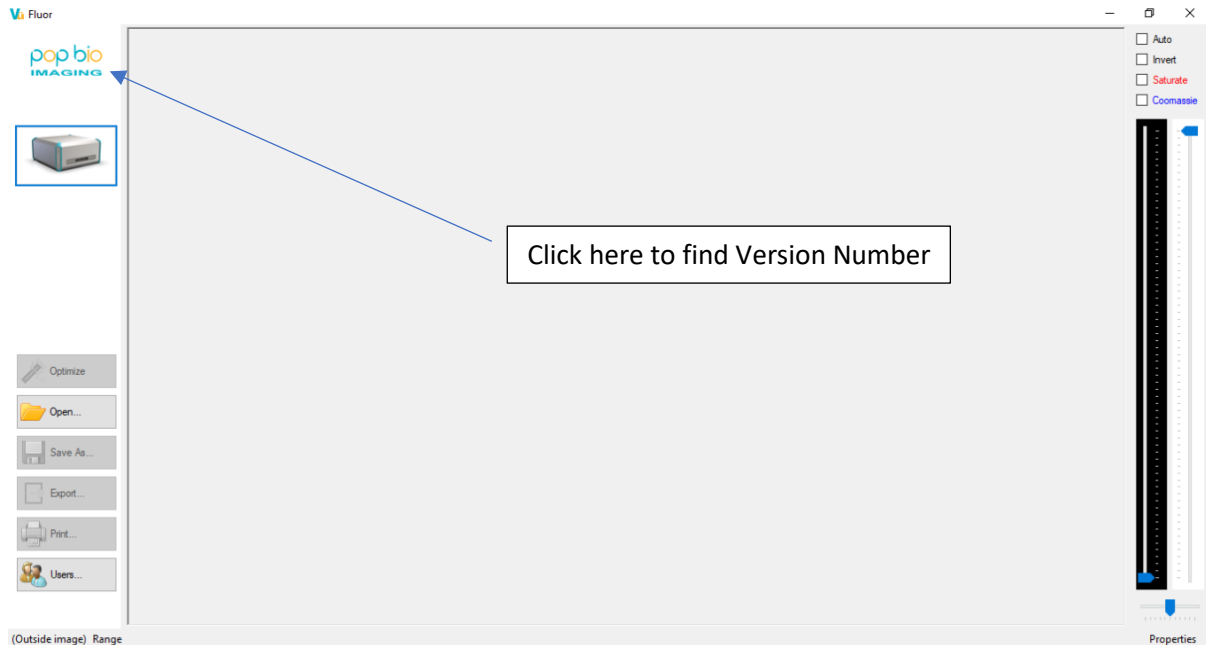 Fluor
pop bio
IMAGING
Auto
Invert
Saturate
Coomassie
Click here to find Version Number
Optimize
Open...
Save As...
Export...
Print...
Users...
(Outside image) Range
Properties